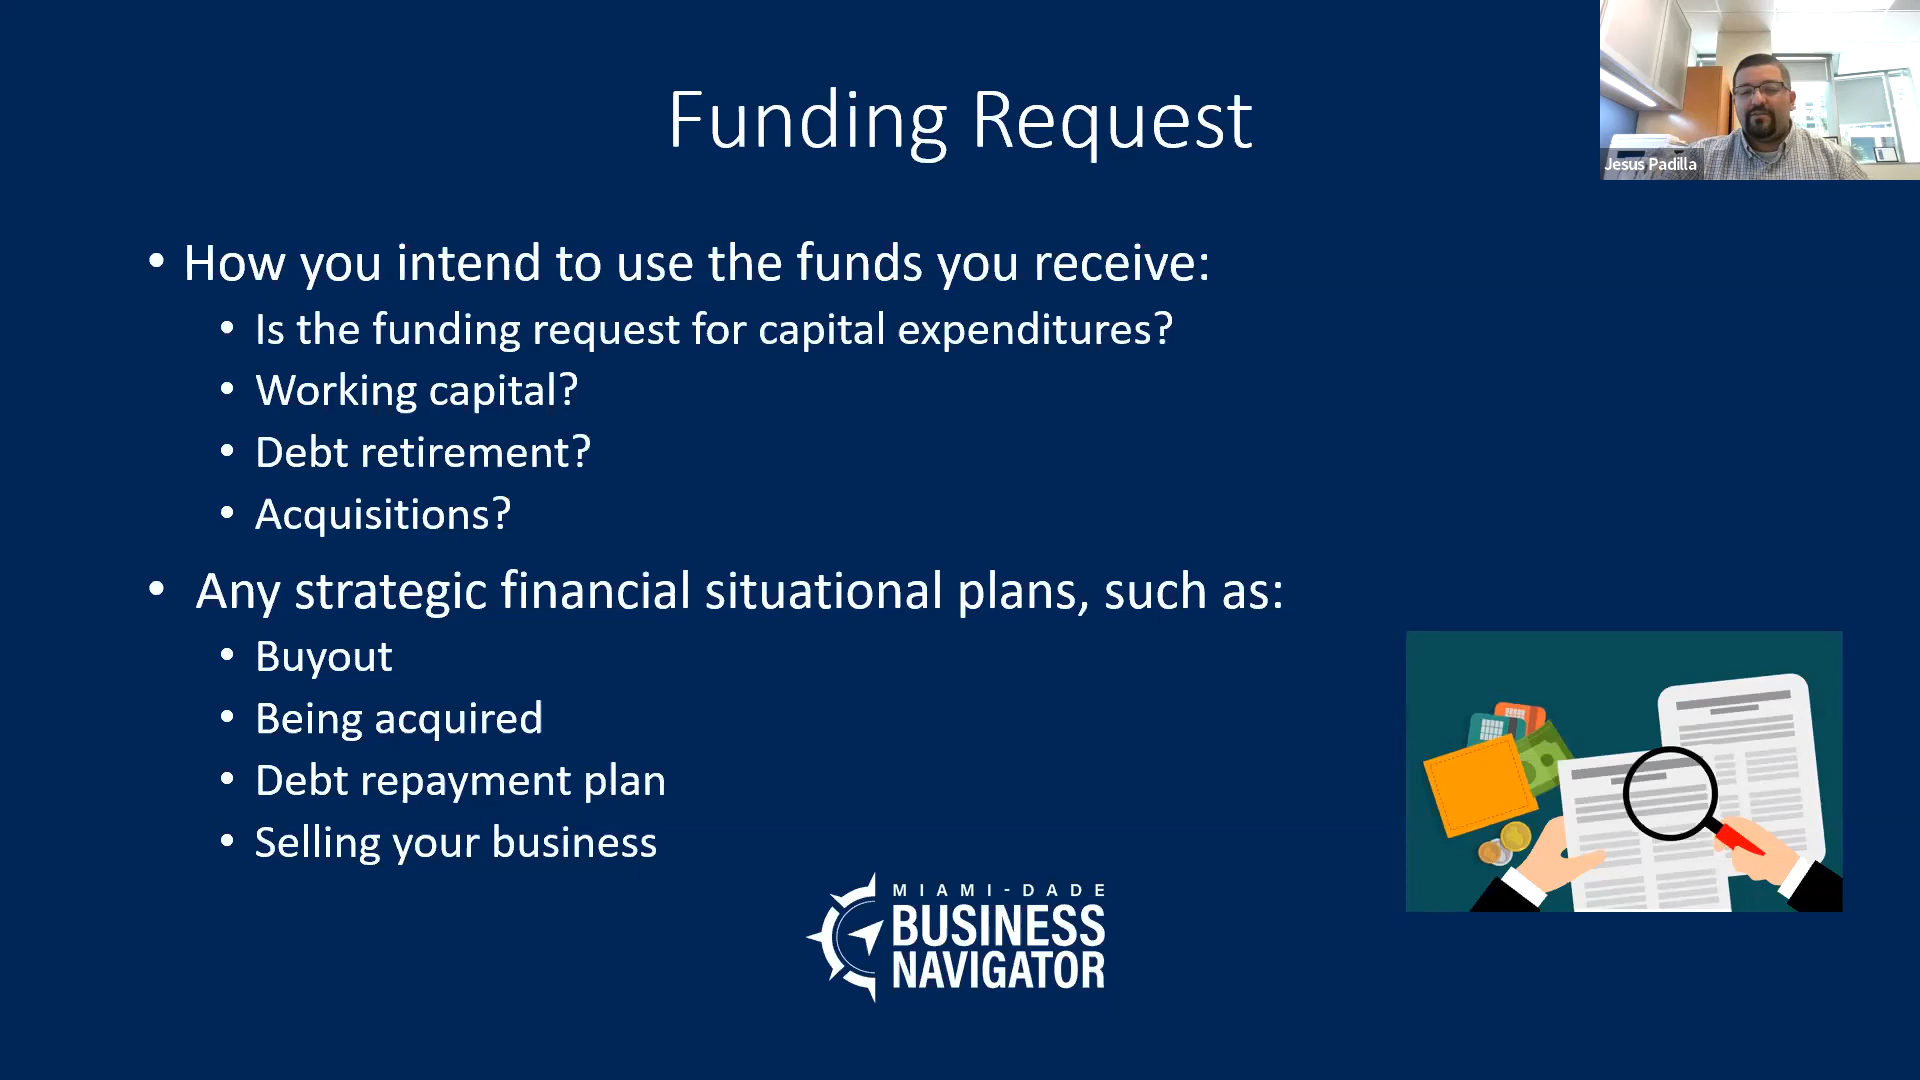 Funding Request
Jesus Padilla
• How you intend to use the funds you receive:
• Is the funding request for capital expenditures?
• Working capital?
• Debt retirement?
• Acquisitions?
• Any strategic financial situational plans, such as:
• Buyout
• Being acquired
• Debt repayment plan
• Selling your business
MIAMI-DADE
BUSINESS
NAVIGATOR